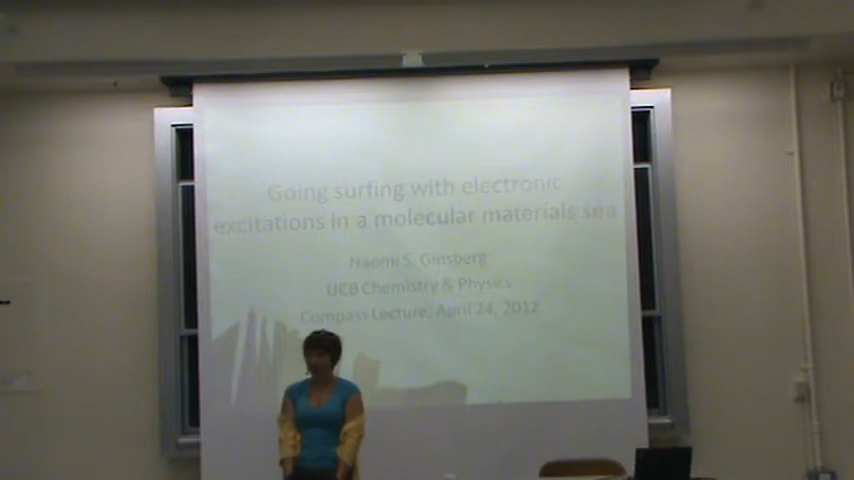 Going surfing with electronic
excitations in a molecular materials sea
Naomi S. Ginsberg
UCB Chemistry & Physics
Compass Lecture, April 24, 2012